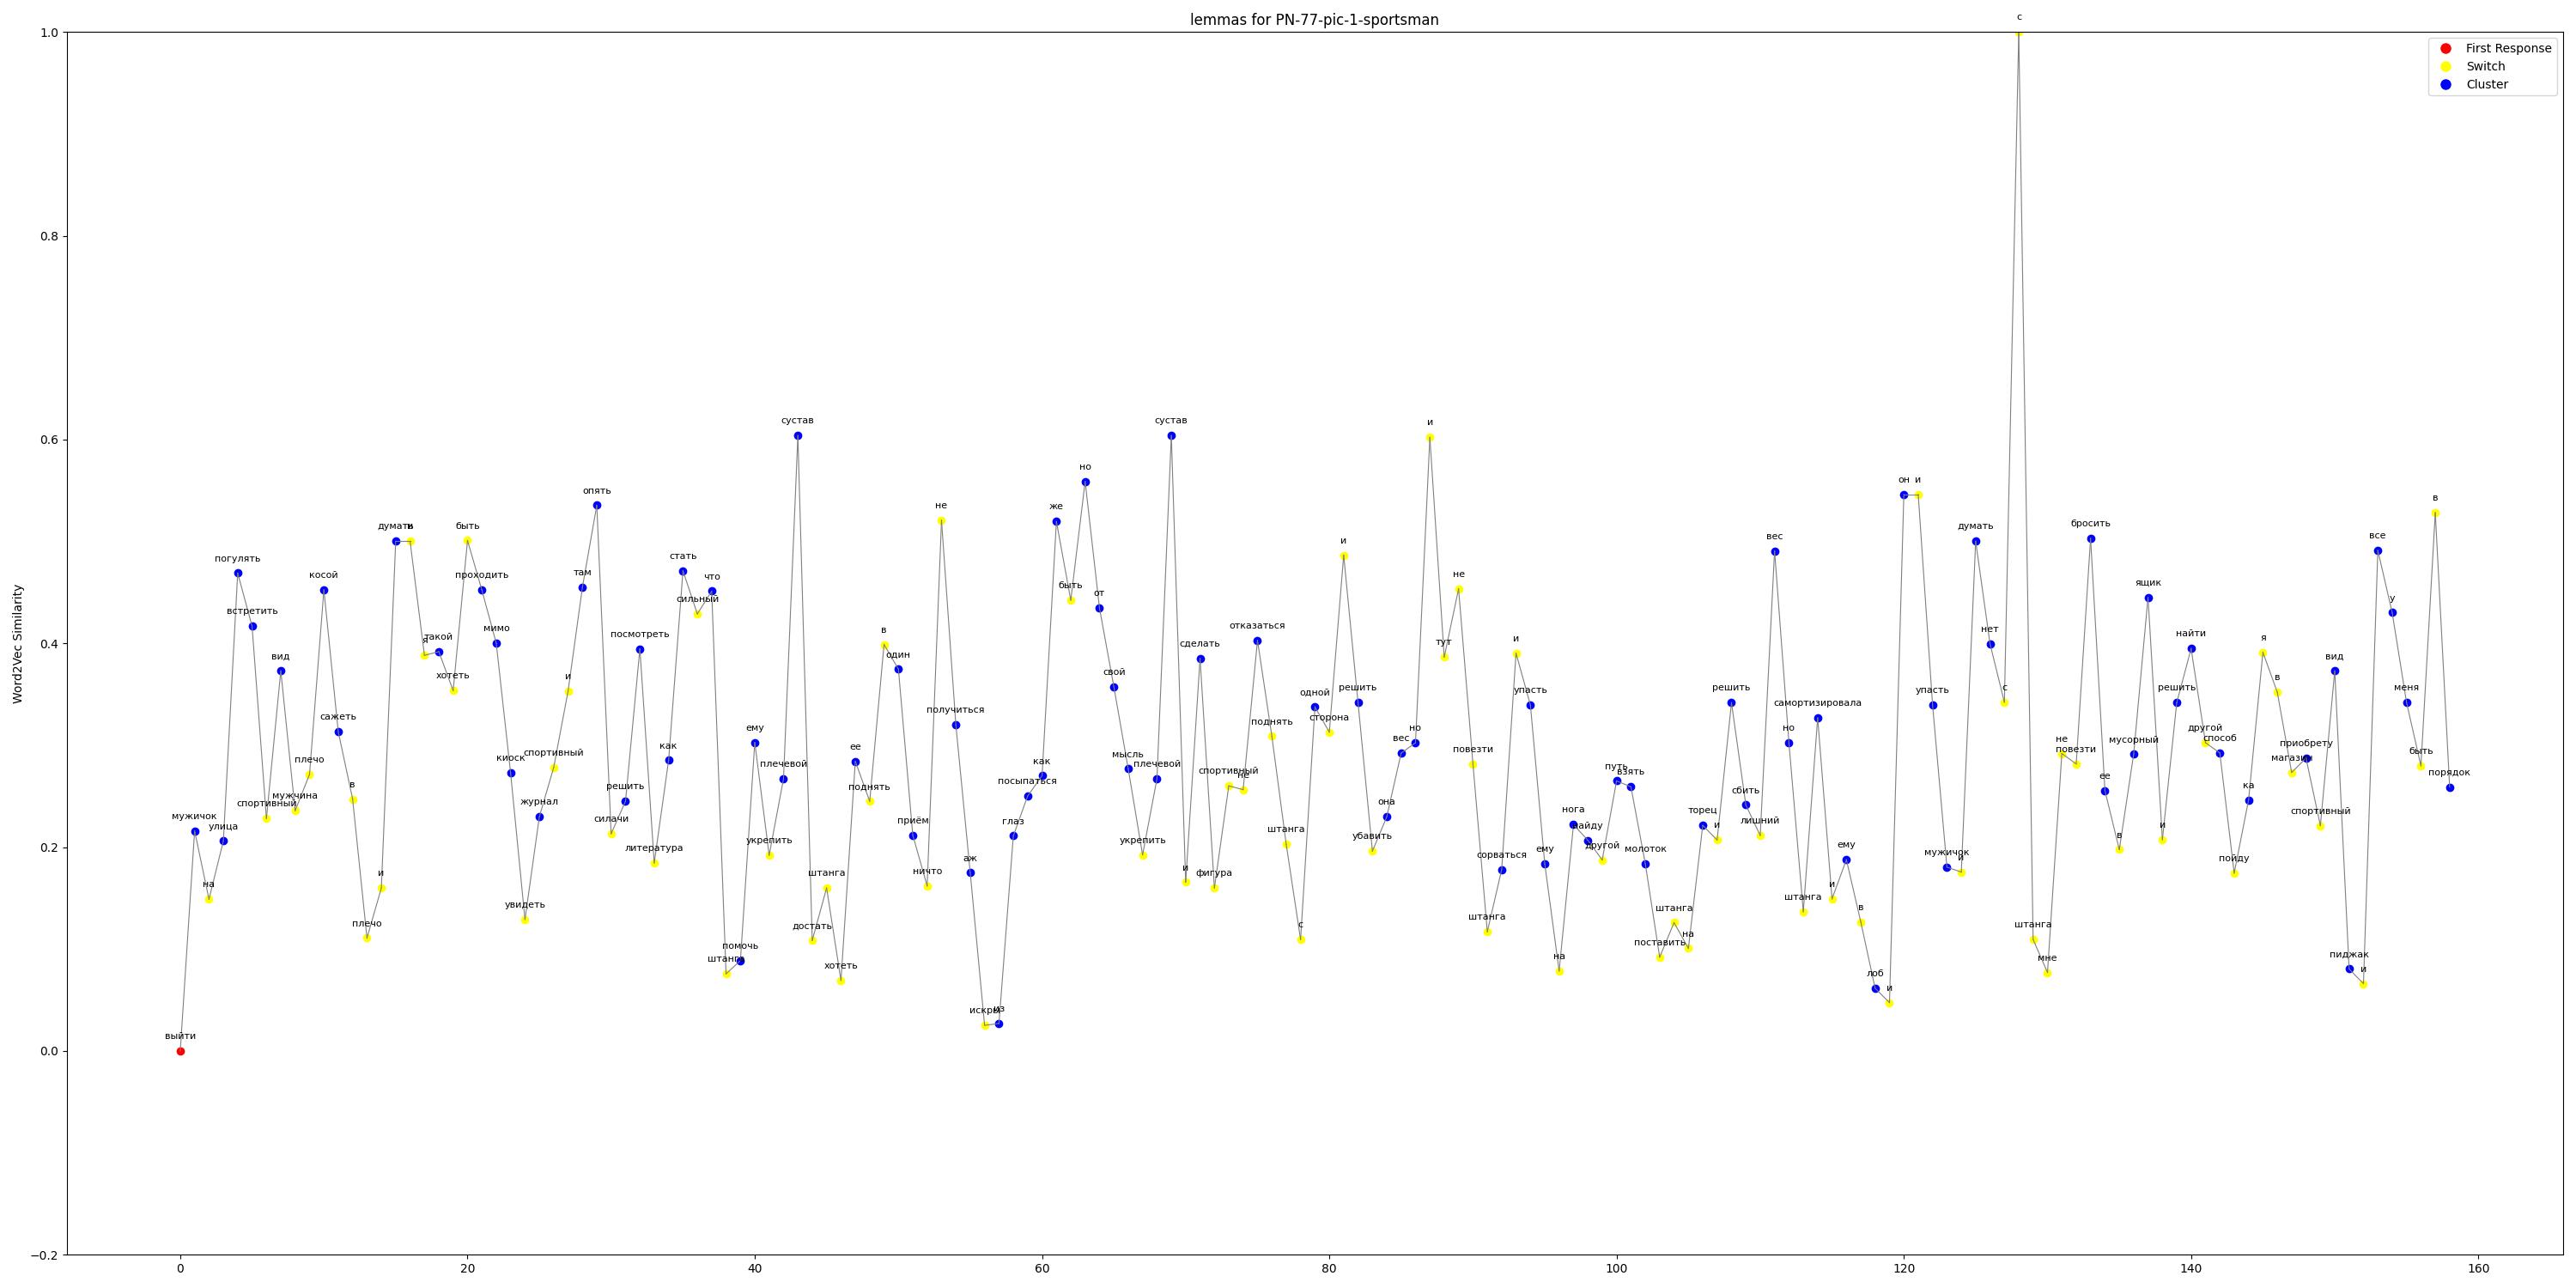 lemmas for PN-77-pic-1-sportsman
Word2Vec Similarity
1.0
0.8
0.6
0.4
0.2
0.0
−0.2
0
20
40
60
80
100
120
140
160
First Response
Switch
Cluster
выйти
мужичок
на
улица
погулять
встретить
спортивный
вид
мужчина
плечо
косой
сажеть
в
плечо
и
думать
в
я
такой
хотеть
быть
проходить
мимо
киоск
увидеть
журнал
спортивный
и
там
опять
силачи
решить
посмотреть
литература
как
стать
сильный
что
штанга
помочь
ему
укрепить
плечевой
сустав
достать
штанга
хотеть
ее
поднять
в
один
приём
ничто
не
получиться
аж
искры
из
глаз
посыпаться
как
же
быть
но
от
свой
мысль
укрепить
плечевой
сустав
и
сделать
фигура
спортивный
не
отказаться
поднять
штанга
с
одной
сторона
и
решить
убавить
она
вес
но
и
тут
не
повезти
штанга
сорваться
и
упасть
ему
на
нога
найду
другой
путь
взять
молоток
поставить
штанга
на
торец
и
решить
сбить
лишний
вес
но
штанга
самортизировала
и
ему
в
лоб
и
он
и
упасть
мужичок
и
думать
нет
с
с
штанга
мне
не
повезти
бросить
ее
в
мусорный
ящик
и
решить
найти
другой
способ
пойду
ка
я
в
магазин
приобрету
спортивный
вид
пиджак
и
все
у
меня
быть
в
порядок